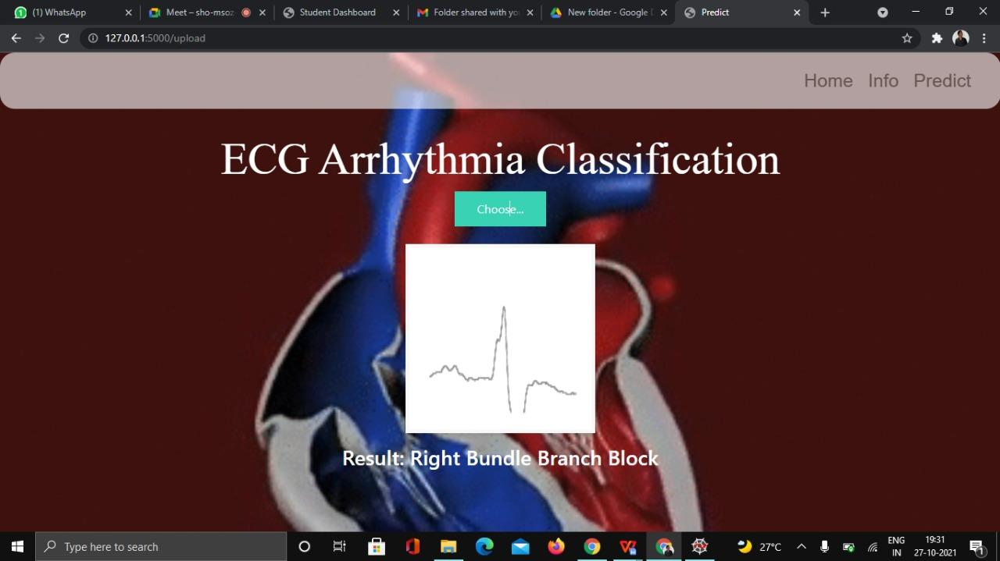 (1) WhatsApp
Meet – sho-msoz-
Student Dashboard
Folder shared with yo
New folder - Google D
Predict
127.0.0.1:5000/upload
Home Info Predict
ECG Arrhythmia Classification
Choose...
Result: Right Bundle Branch Block
Type here to search
27°C
ENG
IN
9:31
27-10-2021
1